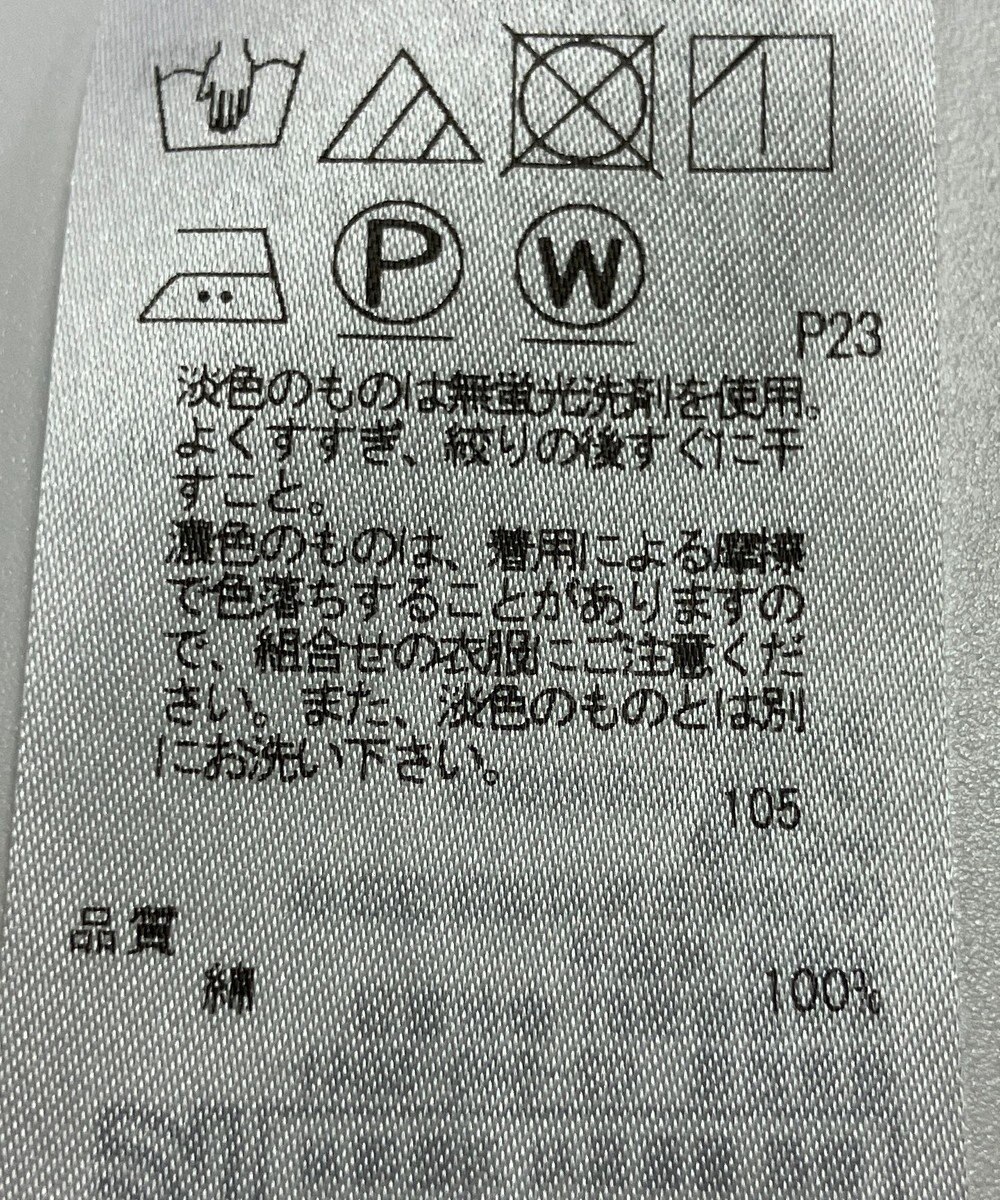 P W
P23
淡色のものは無蛍光洗剤を使用。
よくすすぎ、絞りの後すぐに干
すこと。
濃色のものは、着用による摩擦
で色落ちすることがありますの
で、組合せの衣服にご注意くだ
さい。また、淡色のものとは別
にお洗い下さい。
105
品質
綿 100%